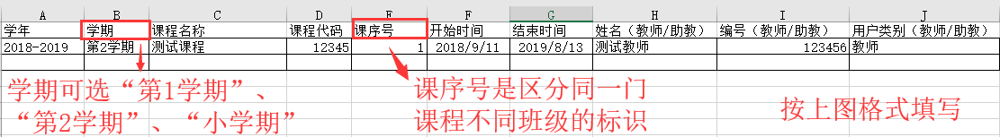 A B C D E F G H I J
学年 学期 课程名称 课程代码 课序号 开始时间 结束时间 姓名（教师/助教） 编号（教师/助教） 用户类别（教师/助教）
2018-2019 第2学期 测试课程 12345 1 2018/9/11 2019/8/13 测试教师 123456 教师
学期可选“第1学期”、
“第2学期”、“小学期”
课序号是区分同一门
课程不同班级的标识
按上图格式填写